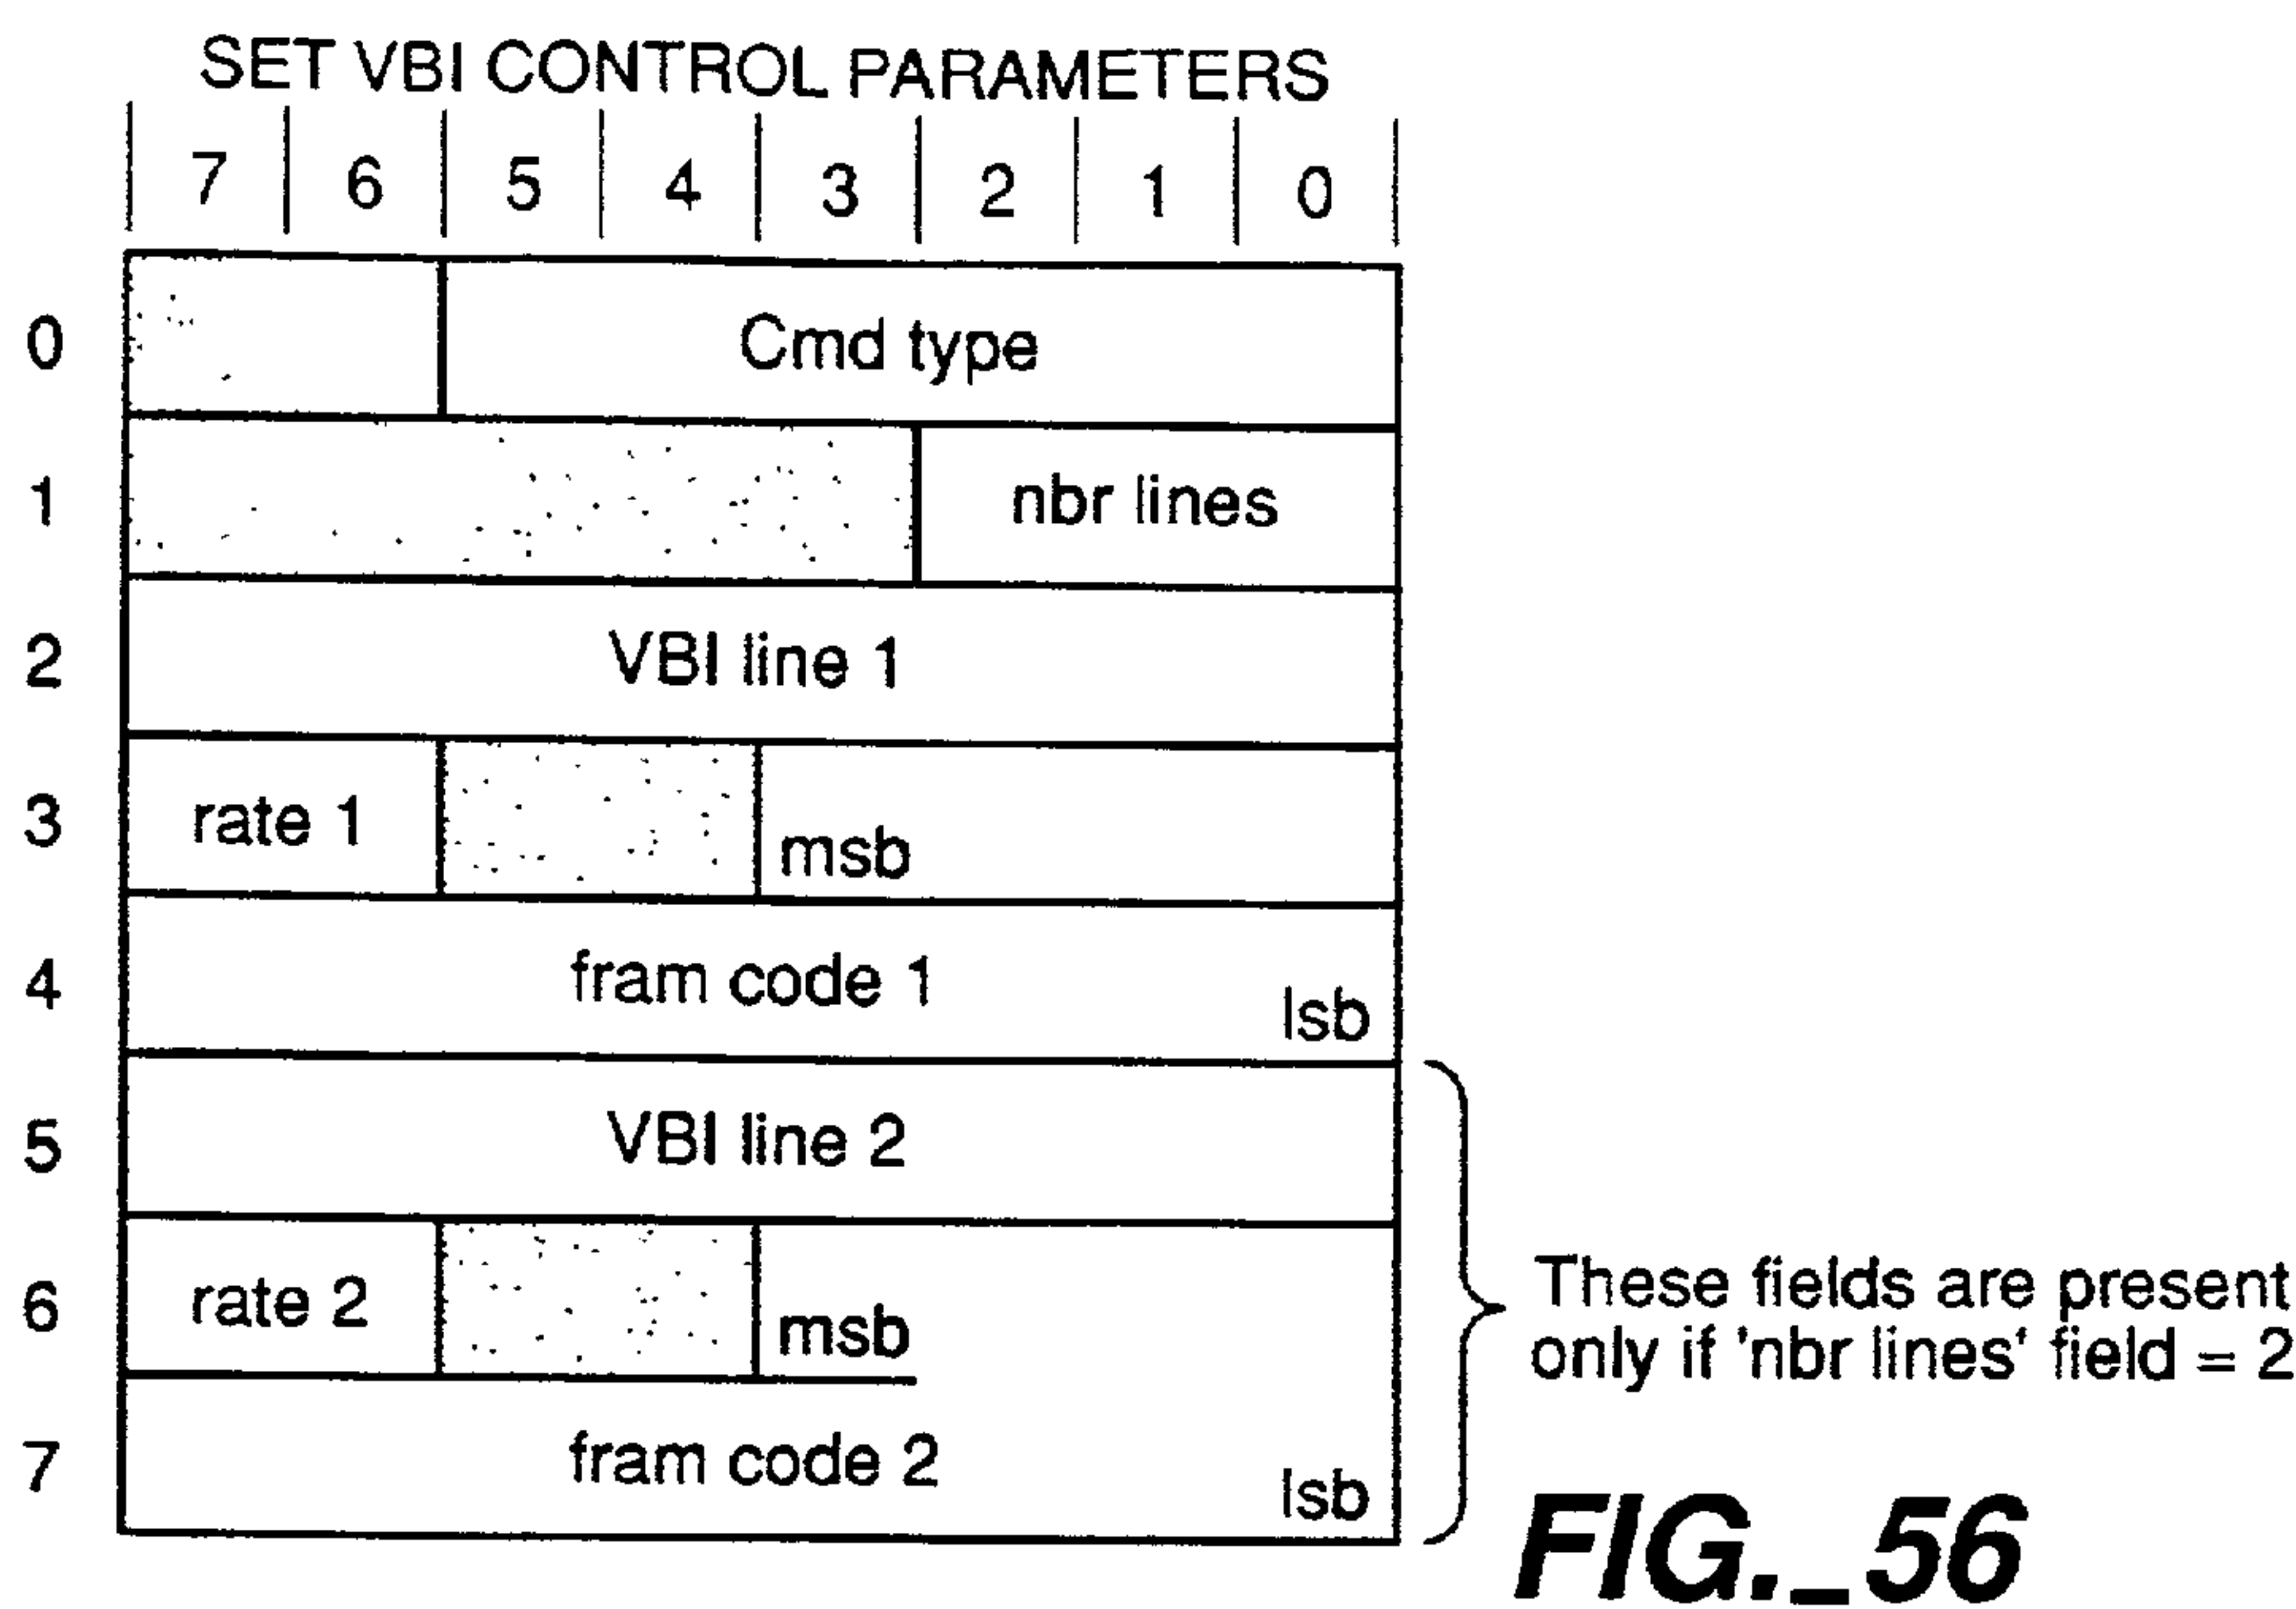 SET VBI CONTROL PARAMETERS
7 6 5 4 3 2 1 0
0 Cmd type
1 nbr lines
2 VBI line 1
3 rate 1 msb
4 fram code 1 lsb
5 VBI line 2
6 rate 2 msb
7 fram code 2 lsb
These fields are present
only if 'nbr lines' field = 2
FIG._56